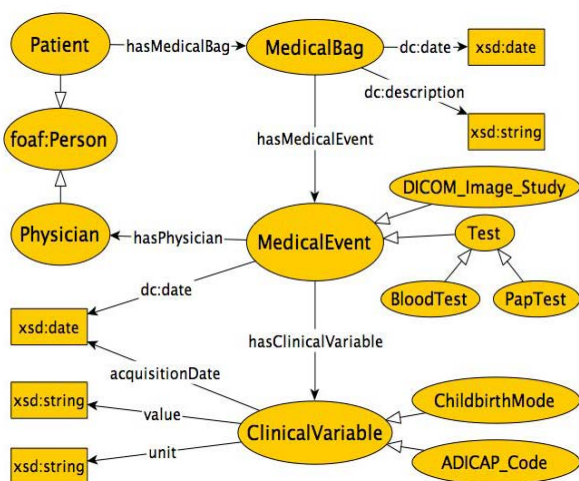 Patient
hasMedicalBag
MedicalBag
dc:date
xsd:date
dc:description
foaf:Person
xsd:string
hasMedicalEvent
DICOM_Image_Study
Physician
hasPhysician
MedicalEvent
Test
dc:date
BloodTest
PapTest
xsd:date
hasClinicalVariable
acquisitionDate
xsd:string
value
ChildbirthMode
ClinicalVariable
unit
xsd:string
ADICAP_Code